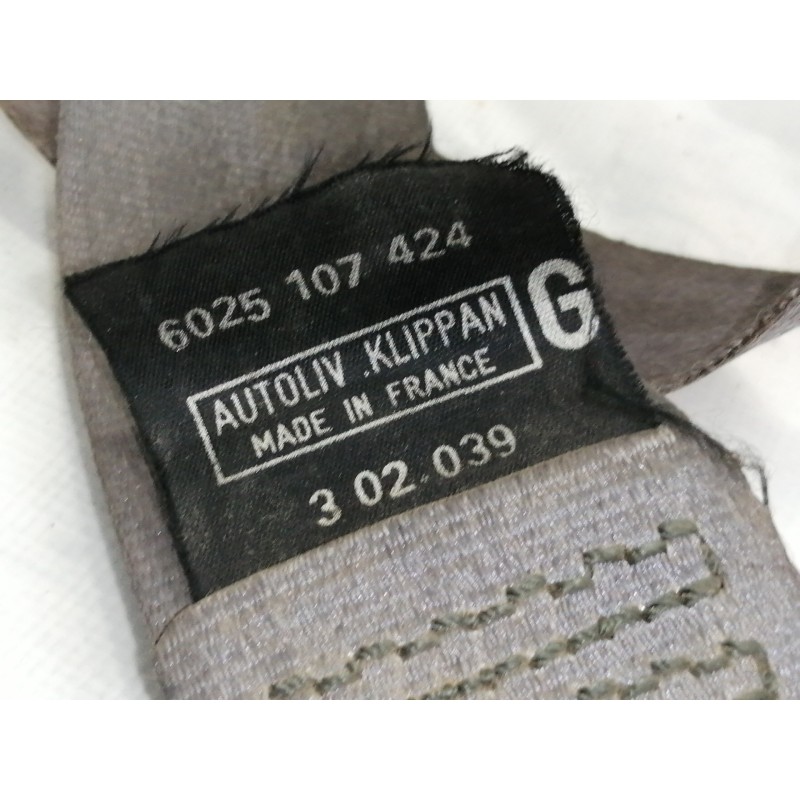 6025 107 424
AUTOLIV .KLIPPAN
MADE IN FRANCE
G
3 02.039